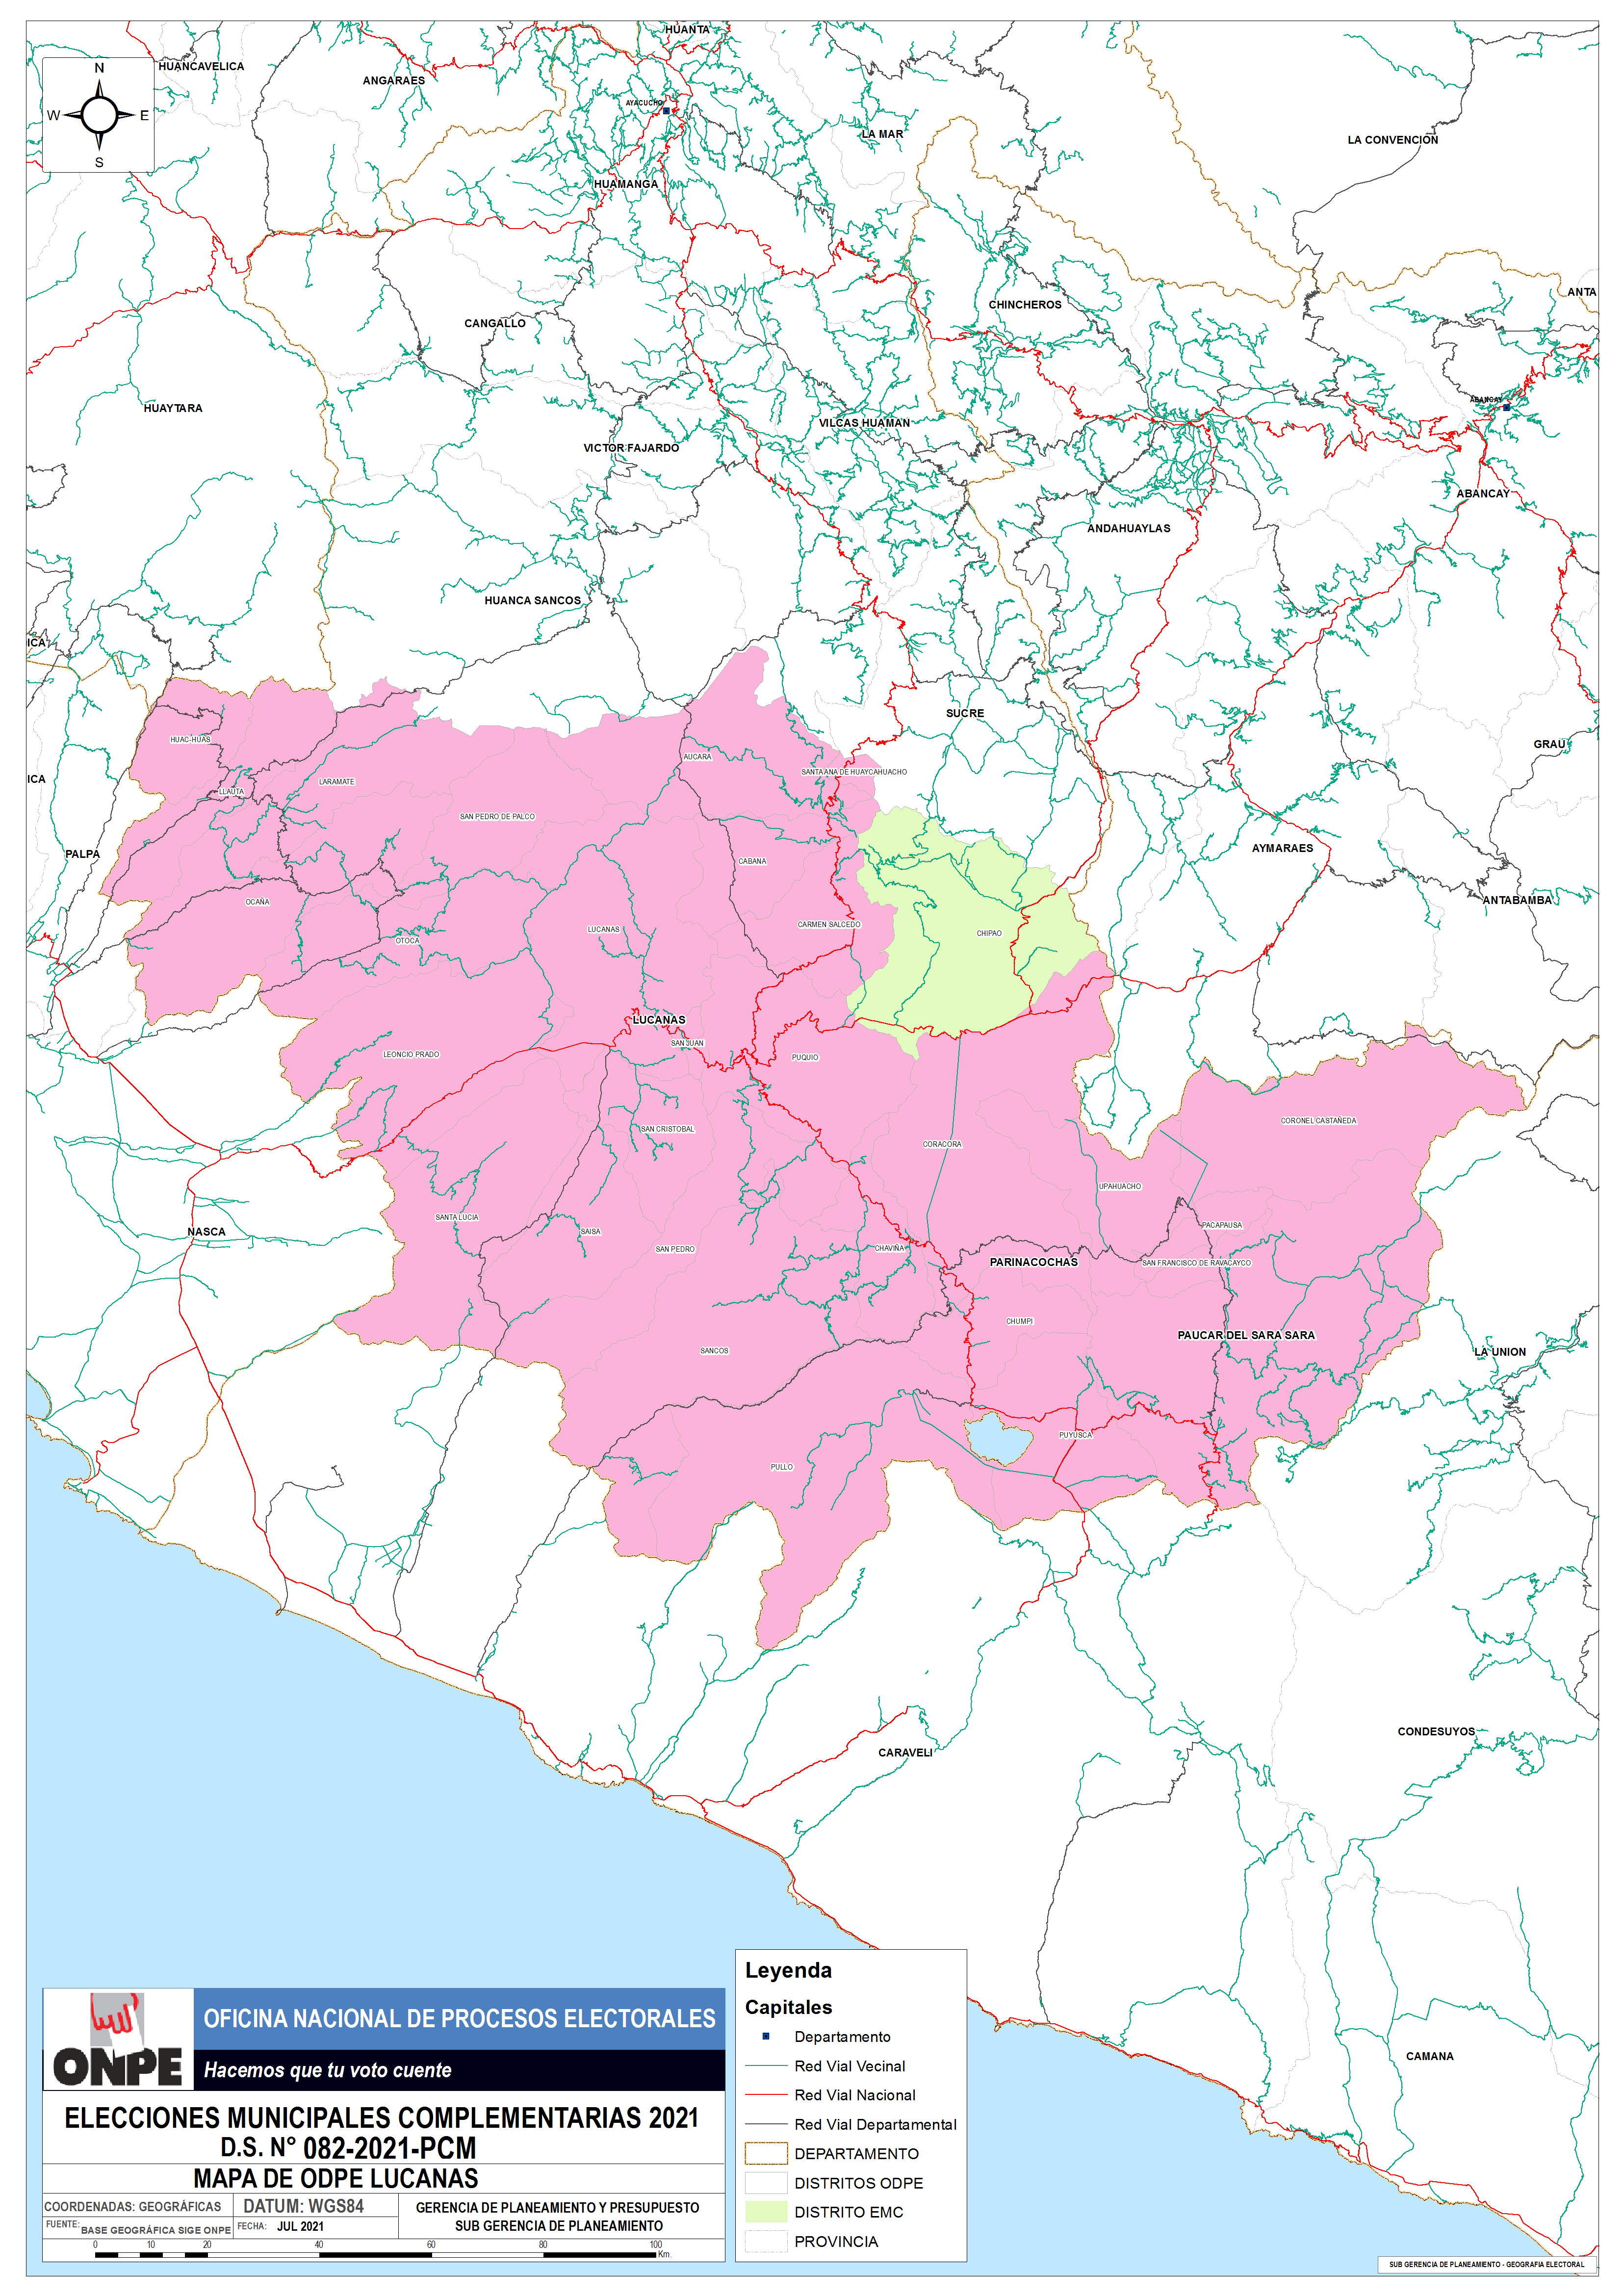 HUANTA
HUANCAVELICA
ANGARAES
N
W
E
S
AYACUCHO
LA MAR
LA CONVENCIÓN
HUAMANGA
ANTA
CHINCHEROS
CANGALLO
ABANCAY
HUAYTARA
VILCAS HUAMAN
VICTOR FAJARDO
ABANCAY
ANDAHUAYLAS
HUANCA SANCOS
ICA
SUCRE
HUAC-HUAS
GRAU
AUCARA
SANTA ANA DE HUAYCAHUACHO
ICA
LARAMATE
LLAUTA
SAN PEDRO DE PALCO
AYMARAES
PALPA
CABANA
ANTABAMBA
OCAÑA
CARMEN SALCEDO
LUCANAS
CHIPAO
OTOCA
LUCANAS
SAN JUAN
LEONCIO PRADO
PUQUIO
CORONEL CASTAÑEDA
SAN CRISTOBAL
CORACORA
UPAHUACHO
SANTA LUCIA
PACAPAUSA
NASCA
SAISA
SAN PEDRO
CHAVIÑA
PARINACOCHAS
SAN FRANCISCO DE RAVACAYCO
CHUMPI
PAUCAR DEL SARA SARA
SANCOS
LA UNION
PUYUSCA
PULLO
CONDESUYOS
CARAVELI
CAMANA
ONPE
OFICINA NACIONAL DE PROCESOS ELECTORALES
Hacemos que tu voto cuente
ELECCIONES MUNICIPALES COMPLEMENTARIAS 2021
D.S. N° 082-2021-PCM
MAPA DE ODPE LUCANAS
COORDENADAS: GEOGRÁFICAS
DATUM: WGS84
GERENCIA DE PLANEAMIENTO Y PRESUPUESTO
SUB GERENCIA DE PLANEAMIENTO
FUENTE: BASE GEOGRÁFICA SIGE ONPE
FECHA: JUL 2021
0 10 20 40 60 80 100
Km.
Leyenda
Capitales
Departamento
Red Vial Vecinal
Red Vial Nacional
Red Vial Departamental
DEPARTAMENTO
DISTRITOS ODPE
DISTRITO EMC
PROVINCIA
SUB GERENCIA DE PLANEAMIENTO - GEOGRAFIA ELECTORAL